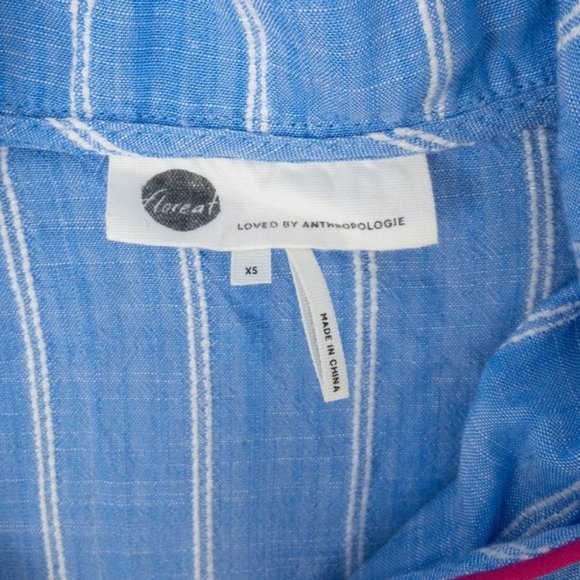 floreat
LOVED BY ANTHROPOLOGIE
XS
MADE IN CHINA